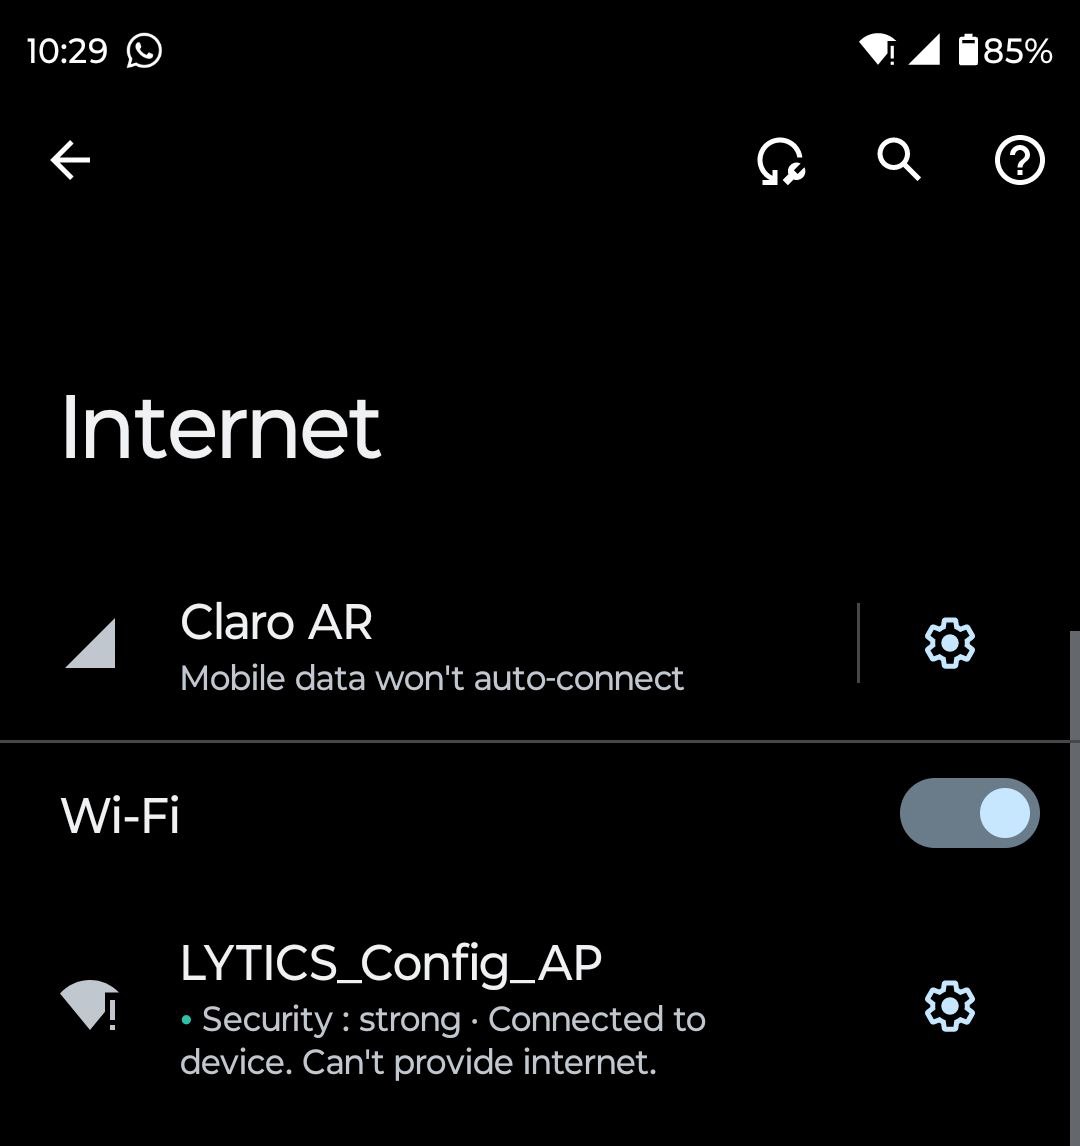 10:29
85%
Internet
Claro AR
Mobile data won't auto-connect
Wi-Fi
LYTICS_Config_AP
• Security : strong · Connected to
device. Can't provide internet.